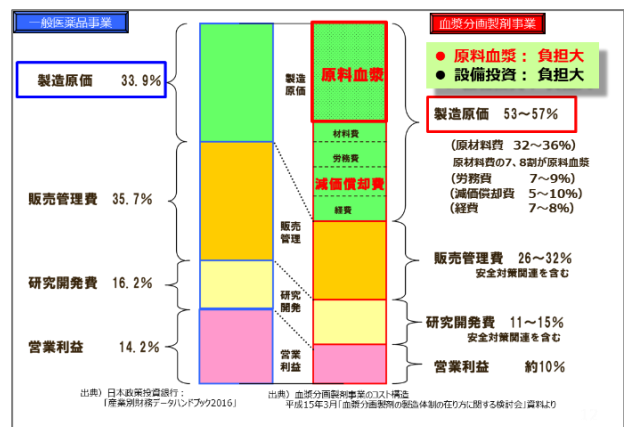 一般医薬品事業
血漿分画製剤事業
● 原料血漿： 負担大
● 設備投資： 負担大
製造原価 33.9%
販売管理費 35.7%
研究開発費 16.2%
営業利益 14.2%
製造
原価
販売
管理
研究
開発
営業
利益
原料血漿
材料費
労務費
減価償却費
経費
製造原価 53～57%
(原材料費 32～36%)
原材料費の7、8割が原料血漿
(労務費 7～9%)
(減価償却費 5～10%)
(経費 7～8%)
販売管理費 26～32%
安全対策関連を含む
研究開発費 11～15%
安全対策関連を含む
営業利益 約10%
出典）日本政策投資銀行：
「産業別財務データハンドブック2016」
出典）血漿分画製剤事業のコスト構造
平成15年3月「血漿分画製剤の製造体制の在り方に関する検討会」資料より